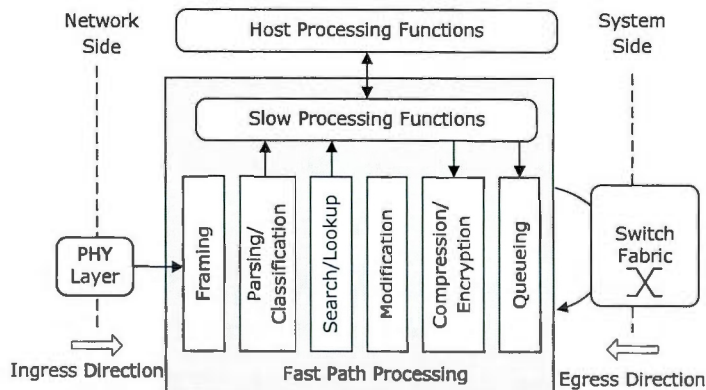 Network
Side
Host Processing Functions
System
Side
Slow Processing Functions
PHY
Layer
Framing
Parsing/
Classification
Search/Lookup
Modification
Compression/
Encryption
Queueing
Switch
Fabric
Ingress Direction
Fast Path Processing
Egress Direction